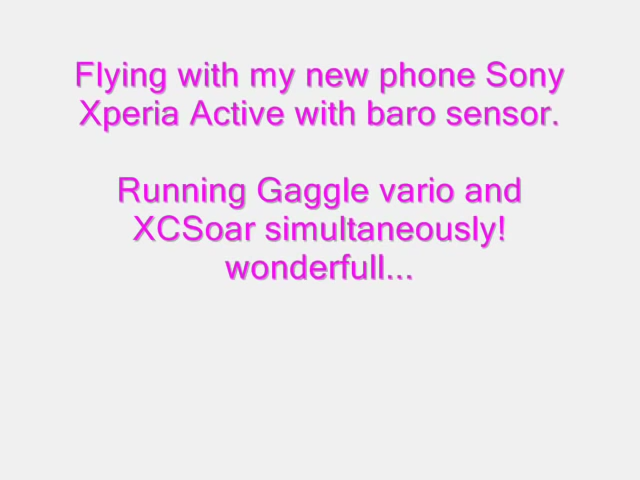 Flying with my new phone Sony
Xperia Active with baro sensor.
Running Gaggle vario and
XCSoar simultaneously!
wonderfull...